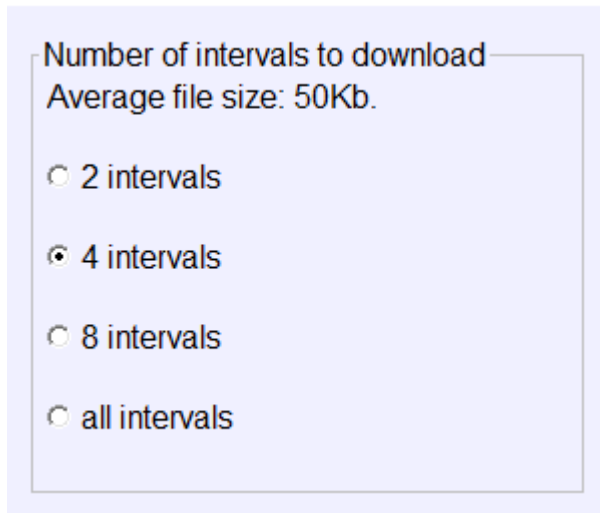 Number of intervals to download
Average file size: 50Kb.
2 intervals
4 intervals
8 intervals
all intervals